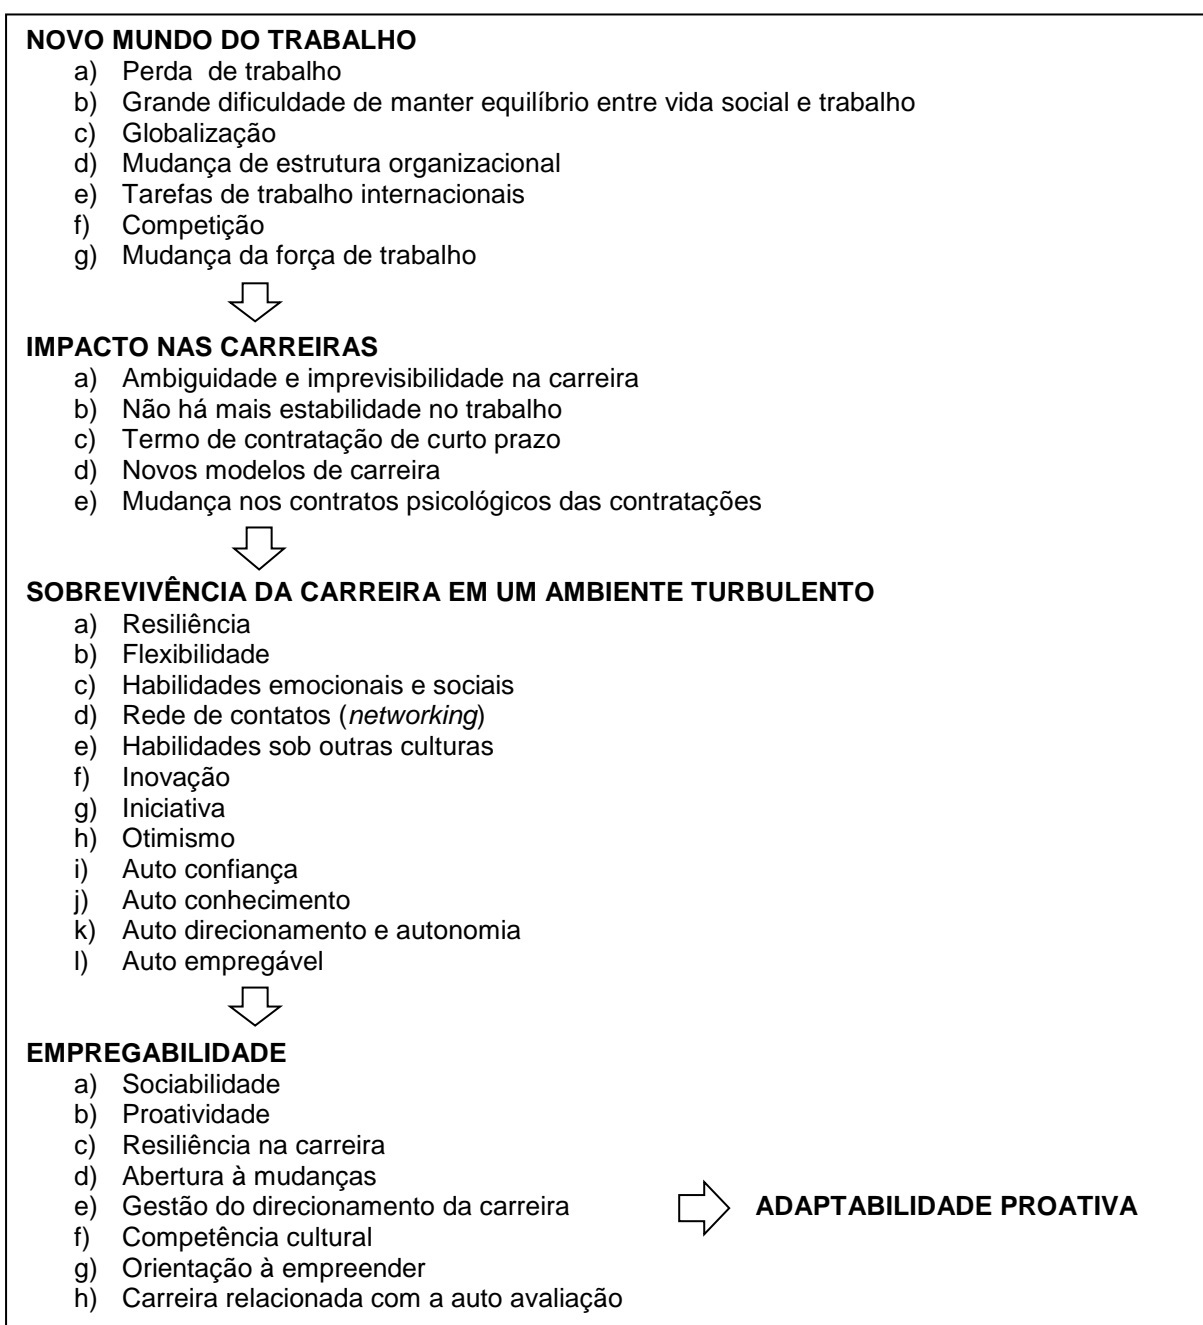 NOVO MUNDO DO TRABALHO
a) Perda de trabalho
b) Grande dificuldade de manter equilíbrio entre vida social e trabalho
c) Globalização
d) Mudança de estrutura organizacional
e) Tarefas de trabalho internacionais
f) Competição
g) Mudança da força de trabalho
IMPACTO NAS CARREIRAS
a) Ambiguidade e imprevisibilidade na carreira
b) Não há mais estabilidade no trabalho
c) Termo de contratação de curto prazo
d) Novos modelos de carreira
e) Mudança nos contratos psicológicos das contratações
SOBREVIVÊNCIA DA CARREIRA EM UM AMBIENTE TURBULENTO
a) Resiliência
b) Flexibilidade
c) Habilidades emocionais e sociais
d) Rede de contatos (networking)
e) Habilidades sob outras culturas
f) Inovação
g) Iniciativa
h) Otimismo
i) Auto confiança
j) Auto conhecimento
k) Auto direcionamento e autonomia
l) Auto empregável
EMPREGABILIDADE
a) Sociabilidade
b) Proatividade
c) Resiliência na carreira
d) Abertura à mudanças
e) Gestão do direcionamento da carreira
ADAPTABILIDADE PROATIVA
f) Competência cultural
g) Orientação à empreender
h) Carreira relacionada com a auto avaliação